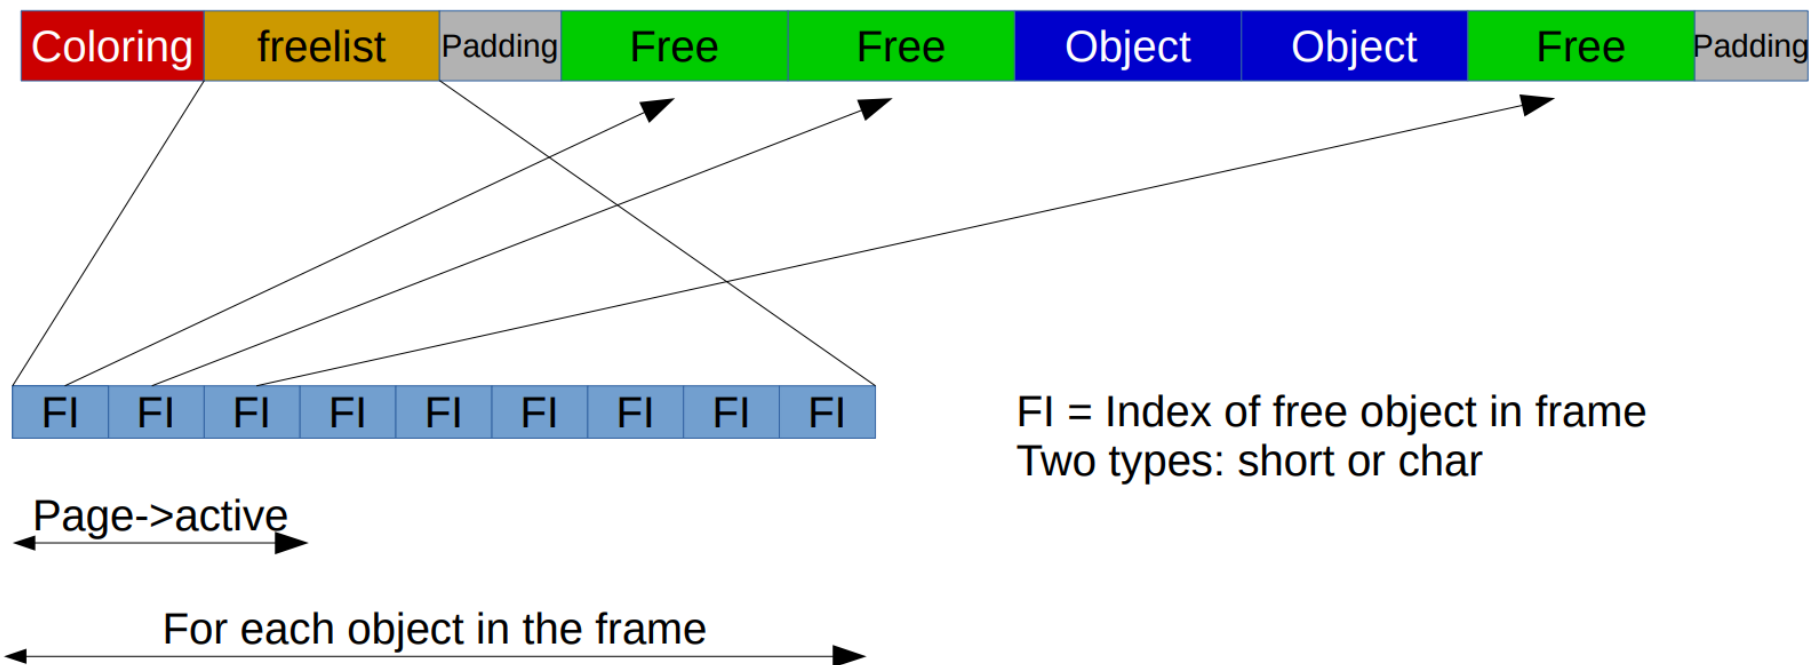 Coloring freelist Padding Free Free Object Object Free Padding
FI FI FI FI FI FI FI FI FI
FI = Index of free object in frame
Two types: short or char
Page->active
For each object in the frame